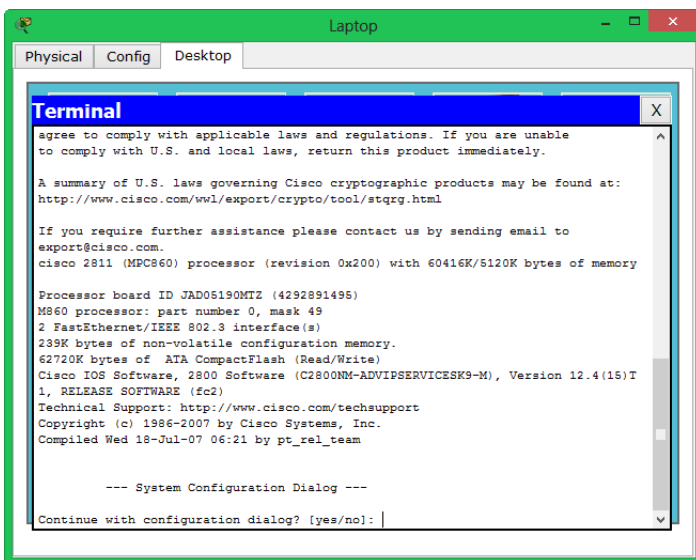 Laptop
Physical Config Desktop
Terminal X
agree to comply with applicable laws and regulations. If you are unable
to comply with U.S. and local laws, return this product immediately.
A summary of U.S. laws governing Cisco cryptographic products may be found at:
http://www.cisco.com/wwl/export/crypto/tool/stqrg.html
If you require further assistance please contact us by sending email to
export@cisco.com.
cisco 2811 (MPC860) processor (revision 0x200) with 60416K/5120K bytes of memory
Processor board ID JAD05190MTZ (4292891495)
M860 processor: part number 0, mask 49
2 FastEthernet/IEEE 802.3 interface(s)
239K bytes of non-volatile configuration memory.
62720K bytes of  ATA CompactFlash (Read/Write)
Cisco IOS Software, 2800 Software (C2800NM-ADVIPSERVICESK9-M), Version 12.4(15)T
1, RELEASE SOFTWARE (fc2)
Technical Support: http://www.cisco.com/techsupport
Copyright (c) 1986-2007 by Cisco Systems, Inc.
Compiled Wed 18-Jul-07 06:21 by pt_rel_team
--- System Configuration Dialog ---
Continue with configuration dialog? [yes/no]: